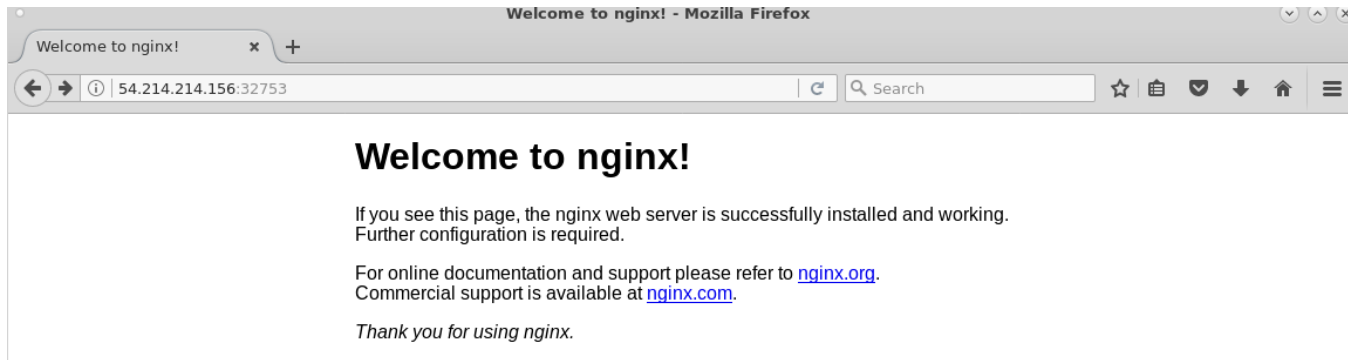 Welcome to nginx! - Mozilla Firefox
Welcome to nginx!
54.214.214.156:32753
Search
Welcome to nginx!
If you see this page, the nginx web server is successfully installed and working.
Further configuration is required.
For online documentation and support please refer to nginx.org.
Commercial support is available at nginx.com.
Thank you for using nginx.